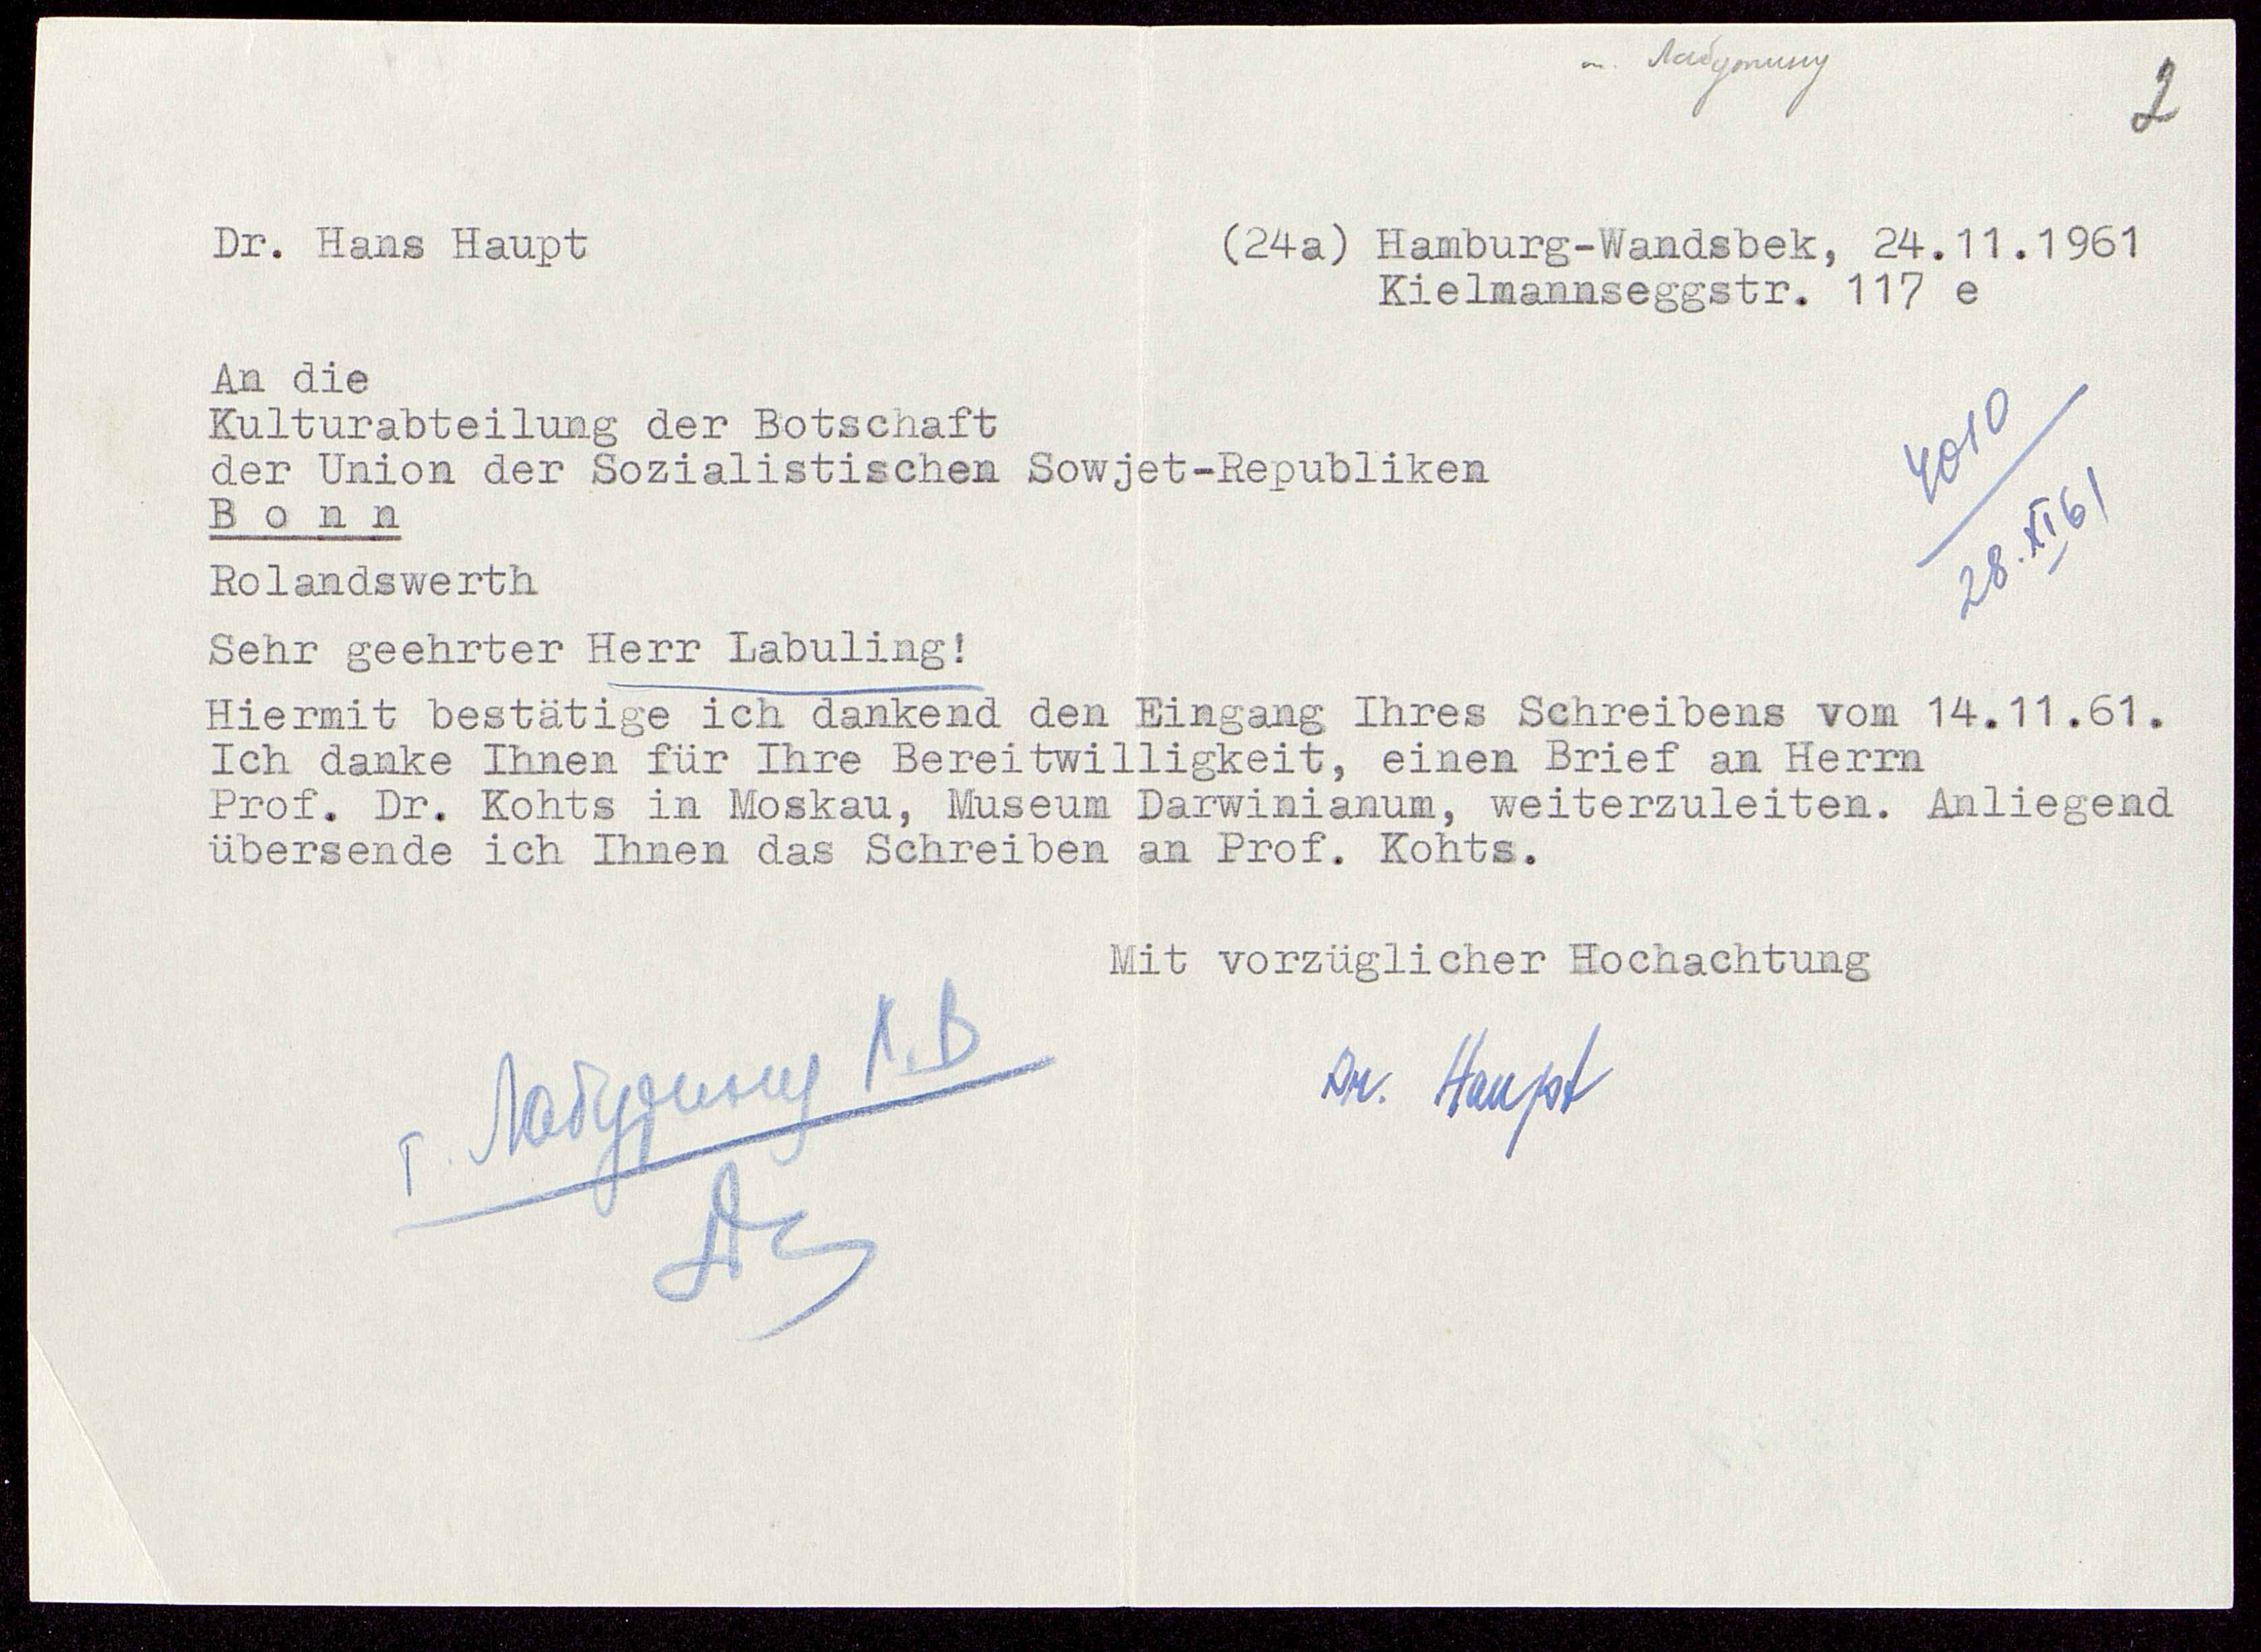 2
Dr. Hans Haupt
(24a) Hamburg-Wandsbek, 24.11.1961
Kielmannseggstr. 117 e
An die
Kulturabteilung der Botschaft
der Union der Sozialistischen Sowjet-Republiken
B o n n
4010
28.XI 61
Rolandswerth
Sehr geehrter Herr Labuling!
Hiermit bestätige ich dankend den Eingang Ihres Schreibens vom 14.11.61.
Ich danke Ihnen für Ihre Bereitwilligkeit, einen Brief an Herrn
Prof. Dr. Kohts in Moskau, Museum Darwinianum, weiterzuleiten. Anliegend
übersende ich Ihnen das Schreiben an Prof. Kohts.
Mit vorzüglicher Hochachtung
Dr. Haupt